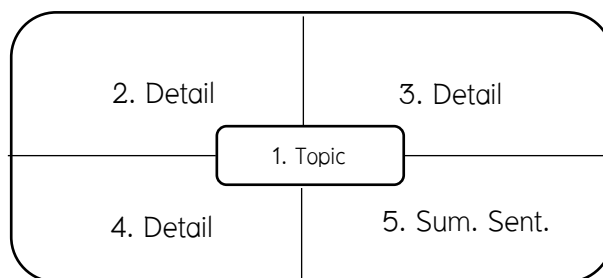 2. Detail
3. Detail
1. Topic
4. Detail
5. Sum. Sent.